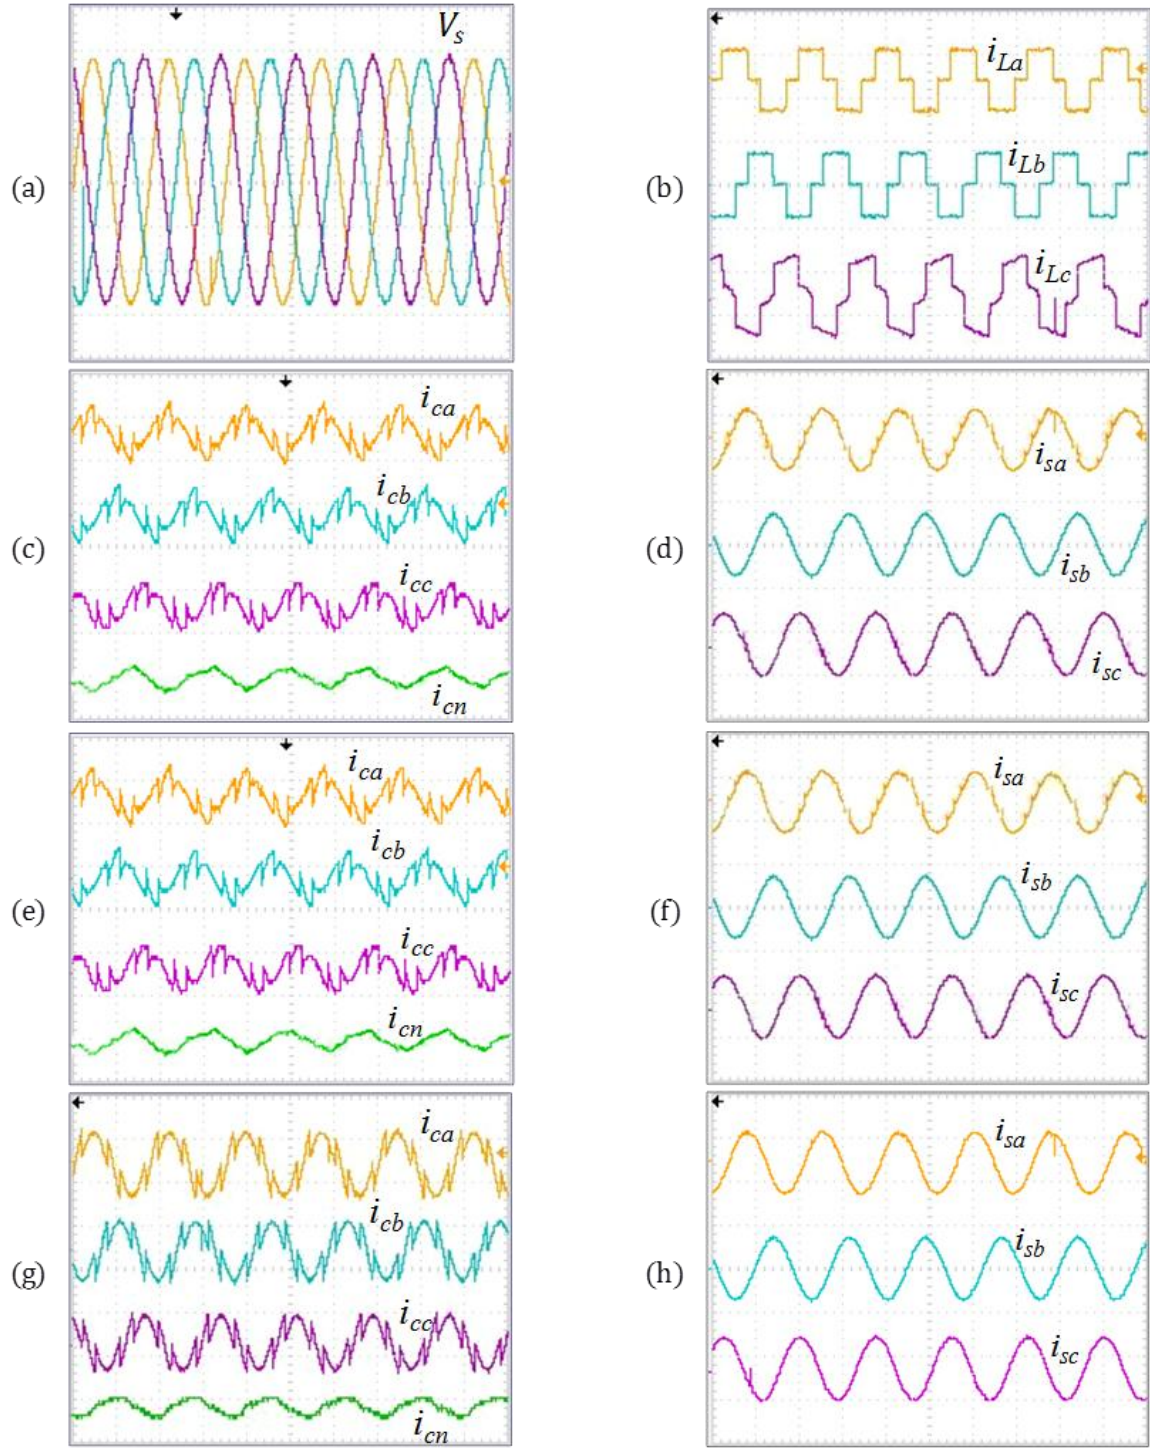 (a)
V_s
(b)
i_La
i_Lb
i_Lc
(c)
i_ca
i_cb
i_cc
i_cn
(d)
i_sa
i_sb
i_sc
(e)
i_ca
i_cb
i_cc
i_cn
(f)
i_sa
i_sb
i_sc
(g)
i_ca
i_cb
i_cc
i_cn
(h)
i_sa
i_sb
i_sc